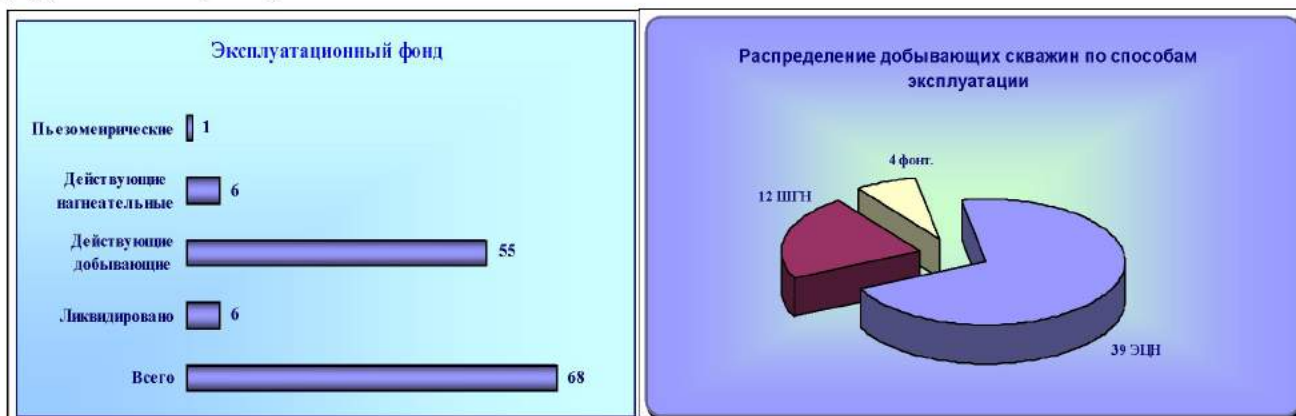 Эксплуатационный фонд
Пьезоменрические
1
Действующие
нагнеательные
6
Действующие
добывающие
55
Ликвидировано
6
Всего
68
Распределение добывающих скважин по способам
эксплуатации
4 фонт.
12 ШГН
39 ЭЦН